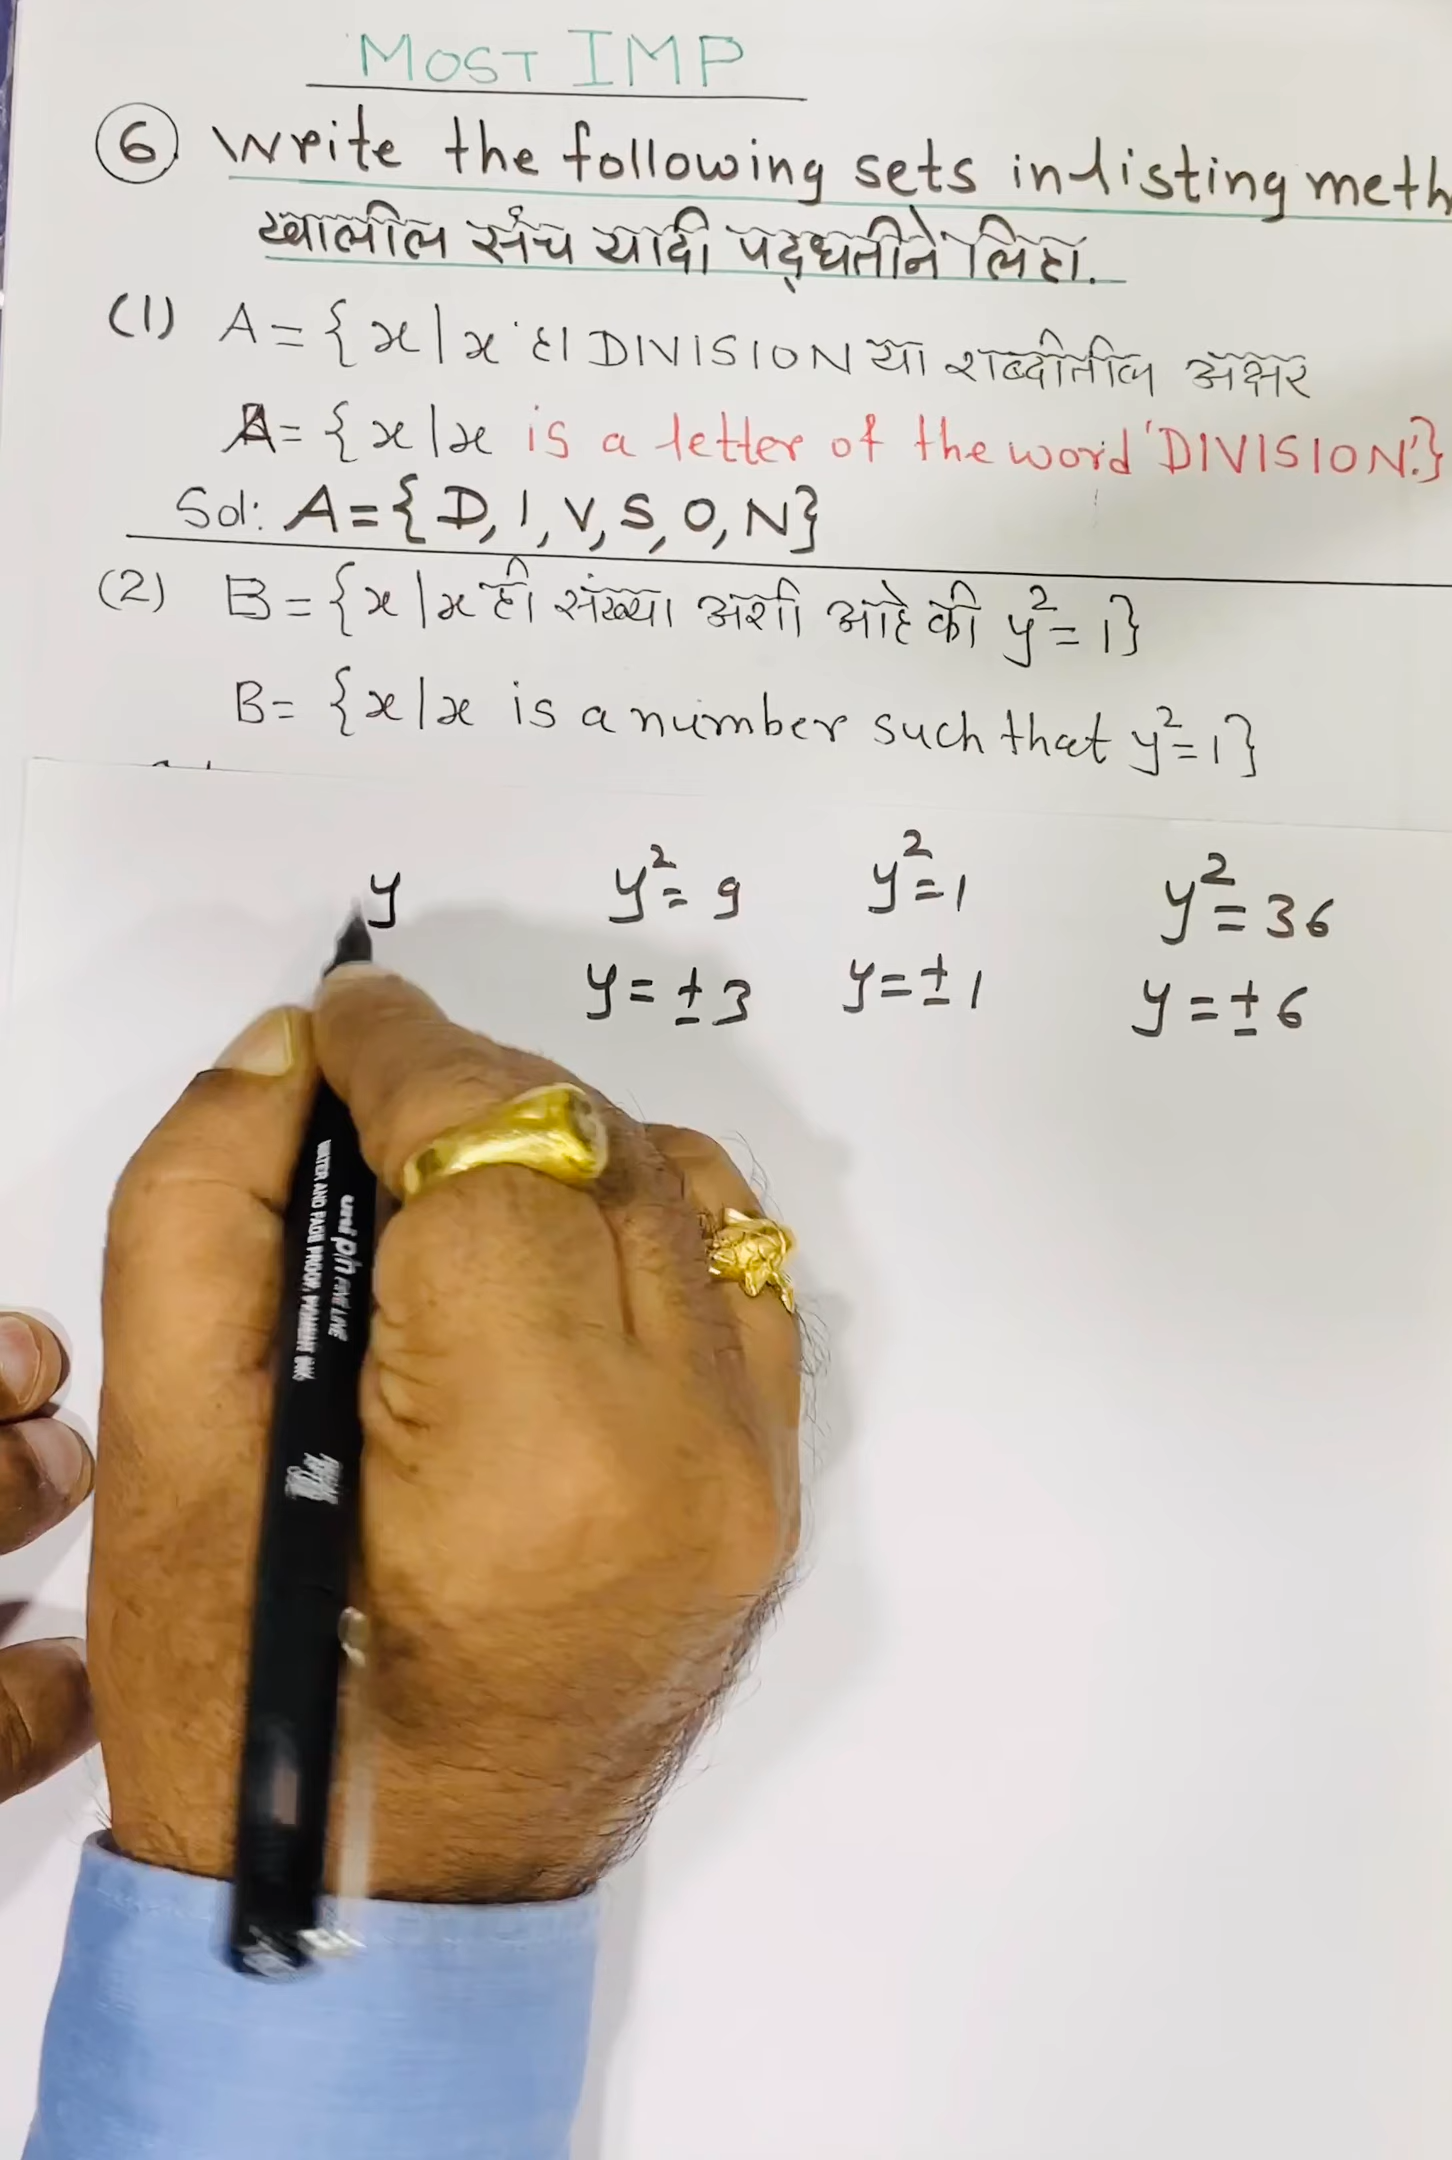 MOST IMP
6. Write the following sets in listing meth
खालील संच यादी पद्धतीने लिहा.
(1) A = {x | x हा DIVISION या शब्दातील अक्षर
A = {x | x is a letter of the word 'DIVISION'.}
Sol: A = {D, I, V, S, O, N}
(2) B = {x | x ही संख्या अशी आहे की y² = 1}
B = {x | x is a number such that y² = 1}
y y² = 9 y² = 1 y² = 36
y = ± 3 y = ± 1 y = ± 6
uni pin FINE LINE
WATER AND FADE PROOF, PIGMENT INK